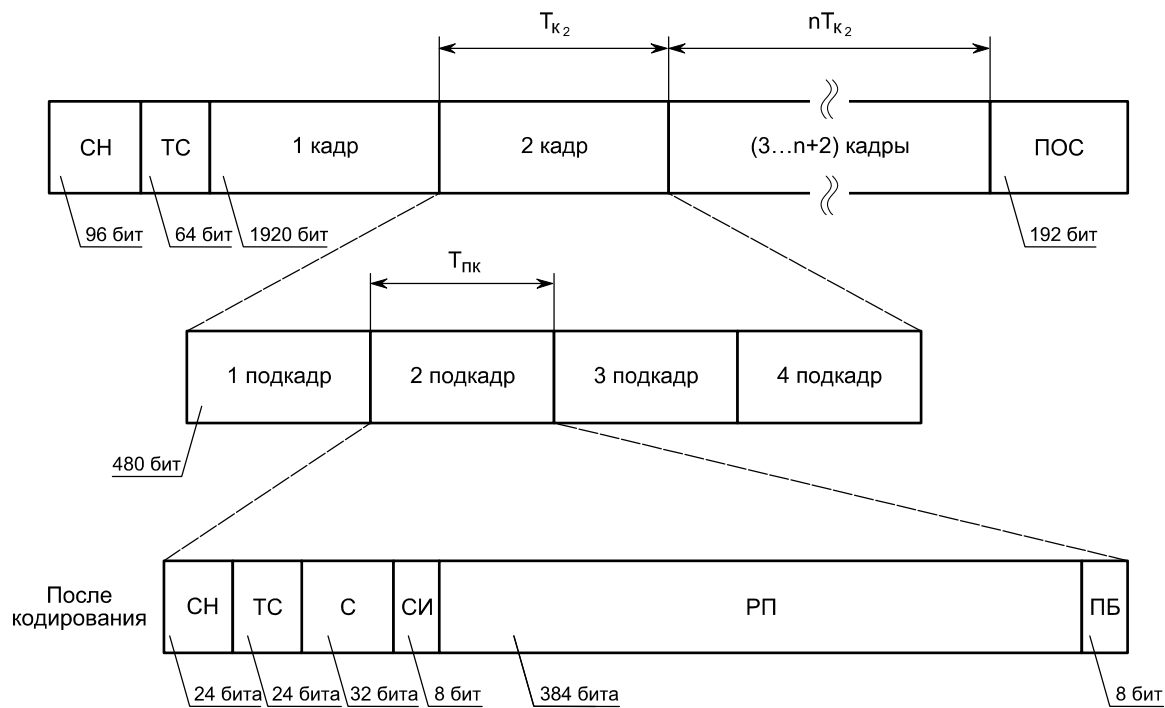 Tк2 nTк2
СН ТС 1 кадр 2 кадр (3...n+2) кадры ПОС
96 бит 64 бит 1920 бит 192 бит
Tпк
1 подкадр 2 подкадр 3 подкадр 4 подкадр
480 бит
После
кодирования
СН ТС С СИ РП ПБ
24 бита 24 бита 32 бита 8 бит 384 бита 8 бит